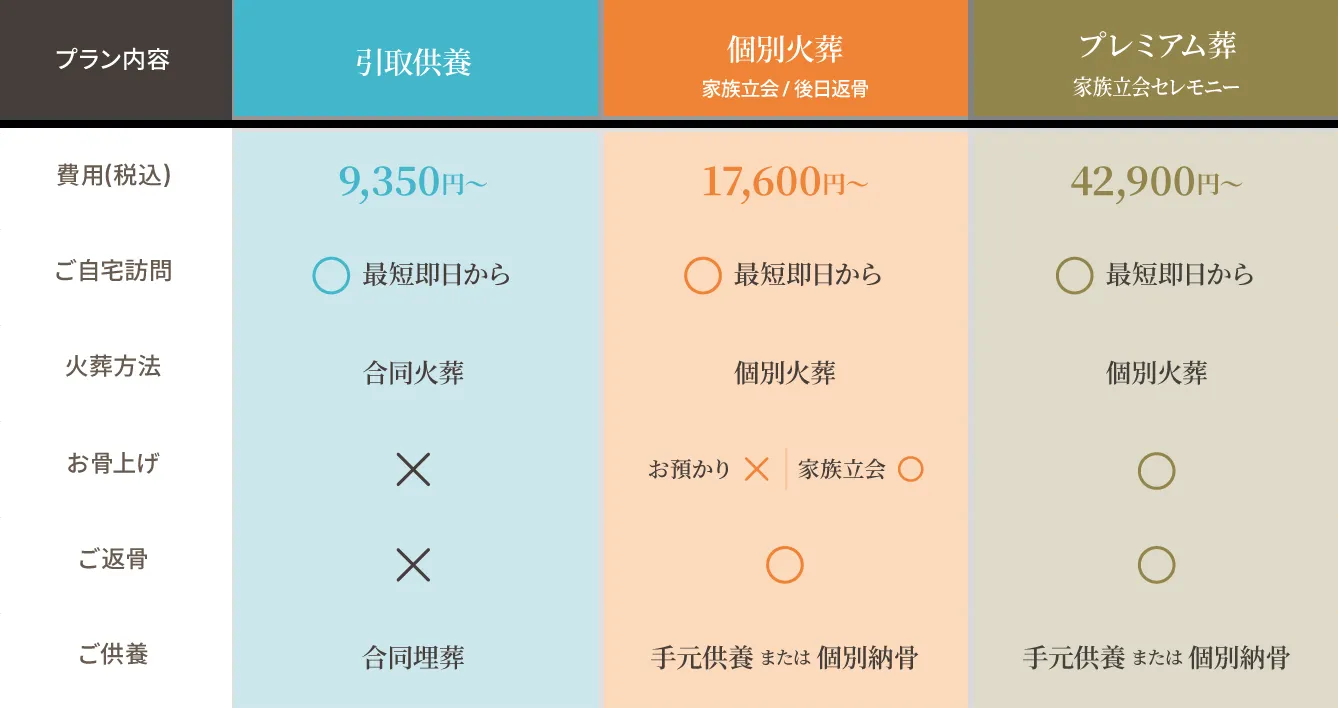 プラン内容
引取供養
個別火葬
家族立会 / 後日返骨
プレミアム葬
家族立会セレモニー
費用(税込)
9,350円～
17,600円～
42,900円～
ご自宅訪問
○ 最短即日から
○ 最短即日から
○ 最短即日から
火葬方法
合同火葬
個別火葬
個別火葬
お骨上げ
×
お預かり × | 家族立会 ○
○
ご返骨
×
○
○
ご供養
合同埋葬
手元供養 または 個別納骨
手元供養 または 個別納骨